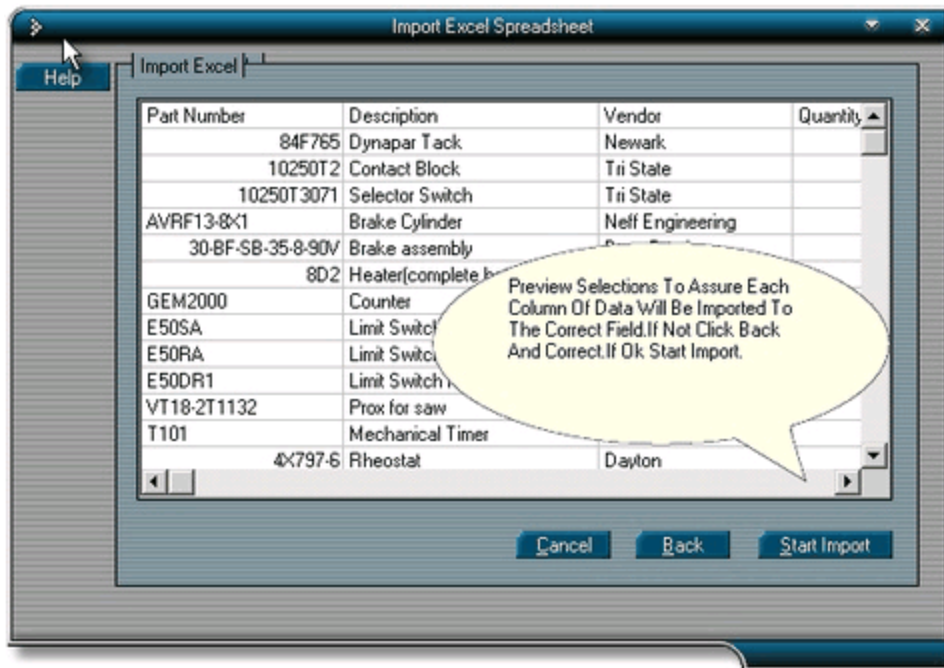 Import Excel Spreadsheet
Help
Import Excel
Part Number Description Vendor Quantity
84F765 Dynapar Tack Newark
10250T2 Contact Block Tri State
10250T3071 Selector Switch Tri State
AVRF13-8X1 Brake Cylinder Neff Engineering
30-BF-SB-35-8-90V Brake assembly
8D2 Heater(complete
GEM2000 Counter
E50SA Limit
E50RA Limit
E50DR1 Limit Switch
VT18-2T1132 Prox for saw
T101 Mechanical Timer
4X797-6 Rheostat Dayton
Preview Selections To Assure Each
Column Of Data Will Be Imported To
The Correct Field.If Not Click Back
And Correct.If Ok Start Import.
Cancel Back Start Import